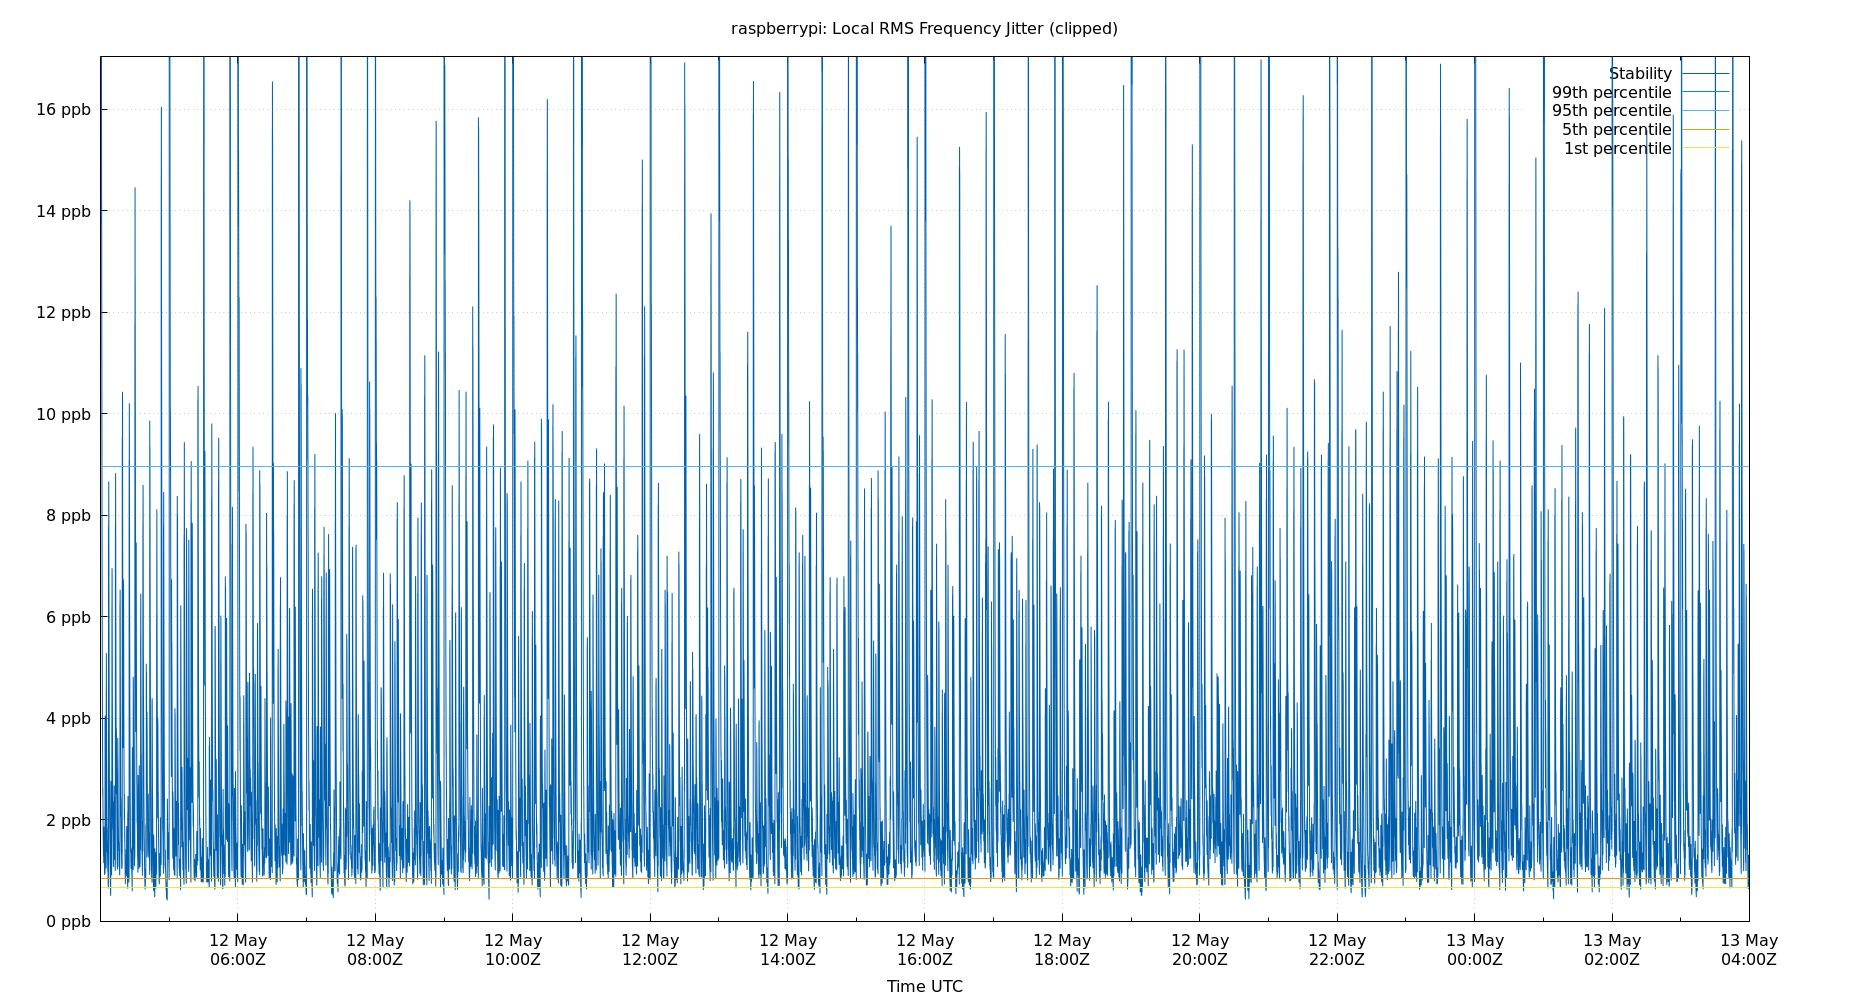 raspberrypi: Local RMS Frequency Jitter (clipped)
Stability
99th percentile
95th percentile
5th percentile
1st percentile
16 ppb
14 ppb
12 ppb
10 ppb
8 ppb
6 ppb
4 ppb
2 ppb
0 ppb
12 May 12 May 12 May 12 May 12 May 12 May 12 May 12 May 12 May 13 May 13 May 13 May
06:00Z 08:00Z 10:00Z 12:00Z 14:00Z 16:00Z 18:00Z 20:00Z 22:00Z 00:00Z 02:00Z 04:00Z
Time UTC